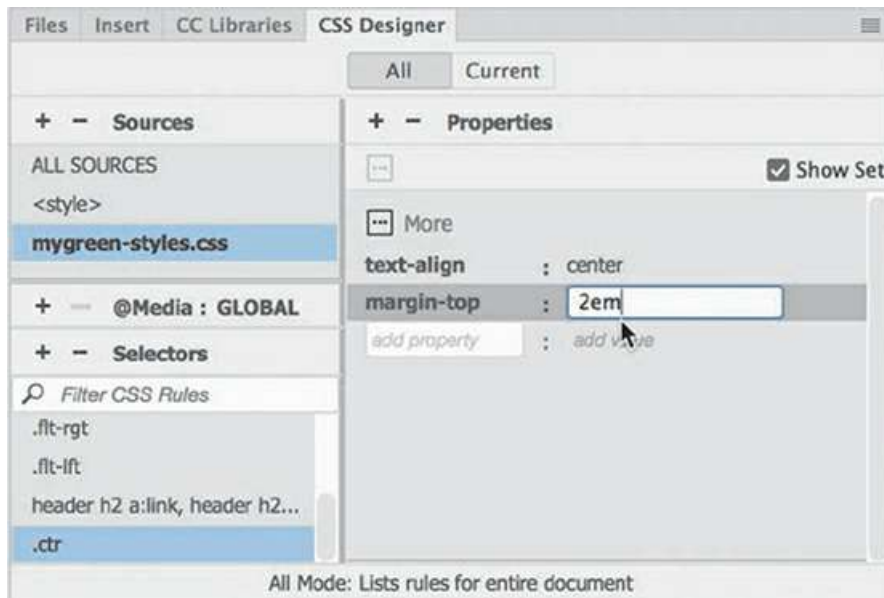 Files Insert CC Libraries CSS Designer
All Current
+ - Sources
ALL SOURCES
<style>
mygreen-styles.css
+ - @Media : GLOBAL
+ - Selectors
Filter CSS Rules
.flt-rgt
.flt-lft
header h2 a:link, header h2...
.ctr
+ - Properties
Show Set
More
text-align : center
margin-top : 2em
add property : add value
All Mode: Lists rules for entire document